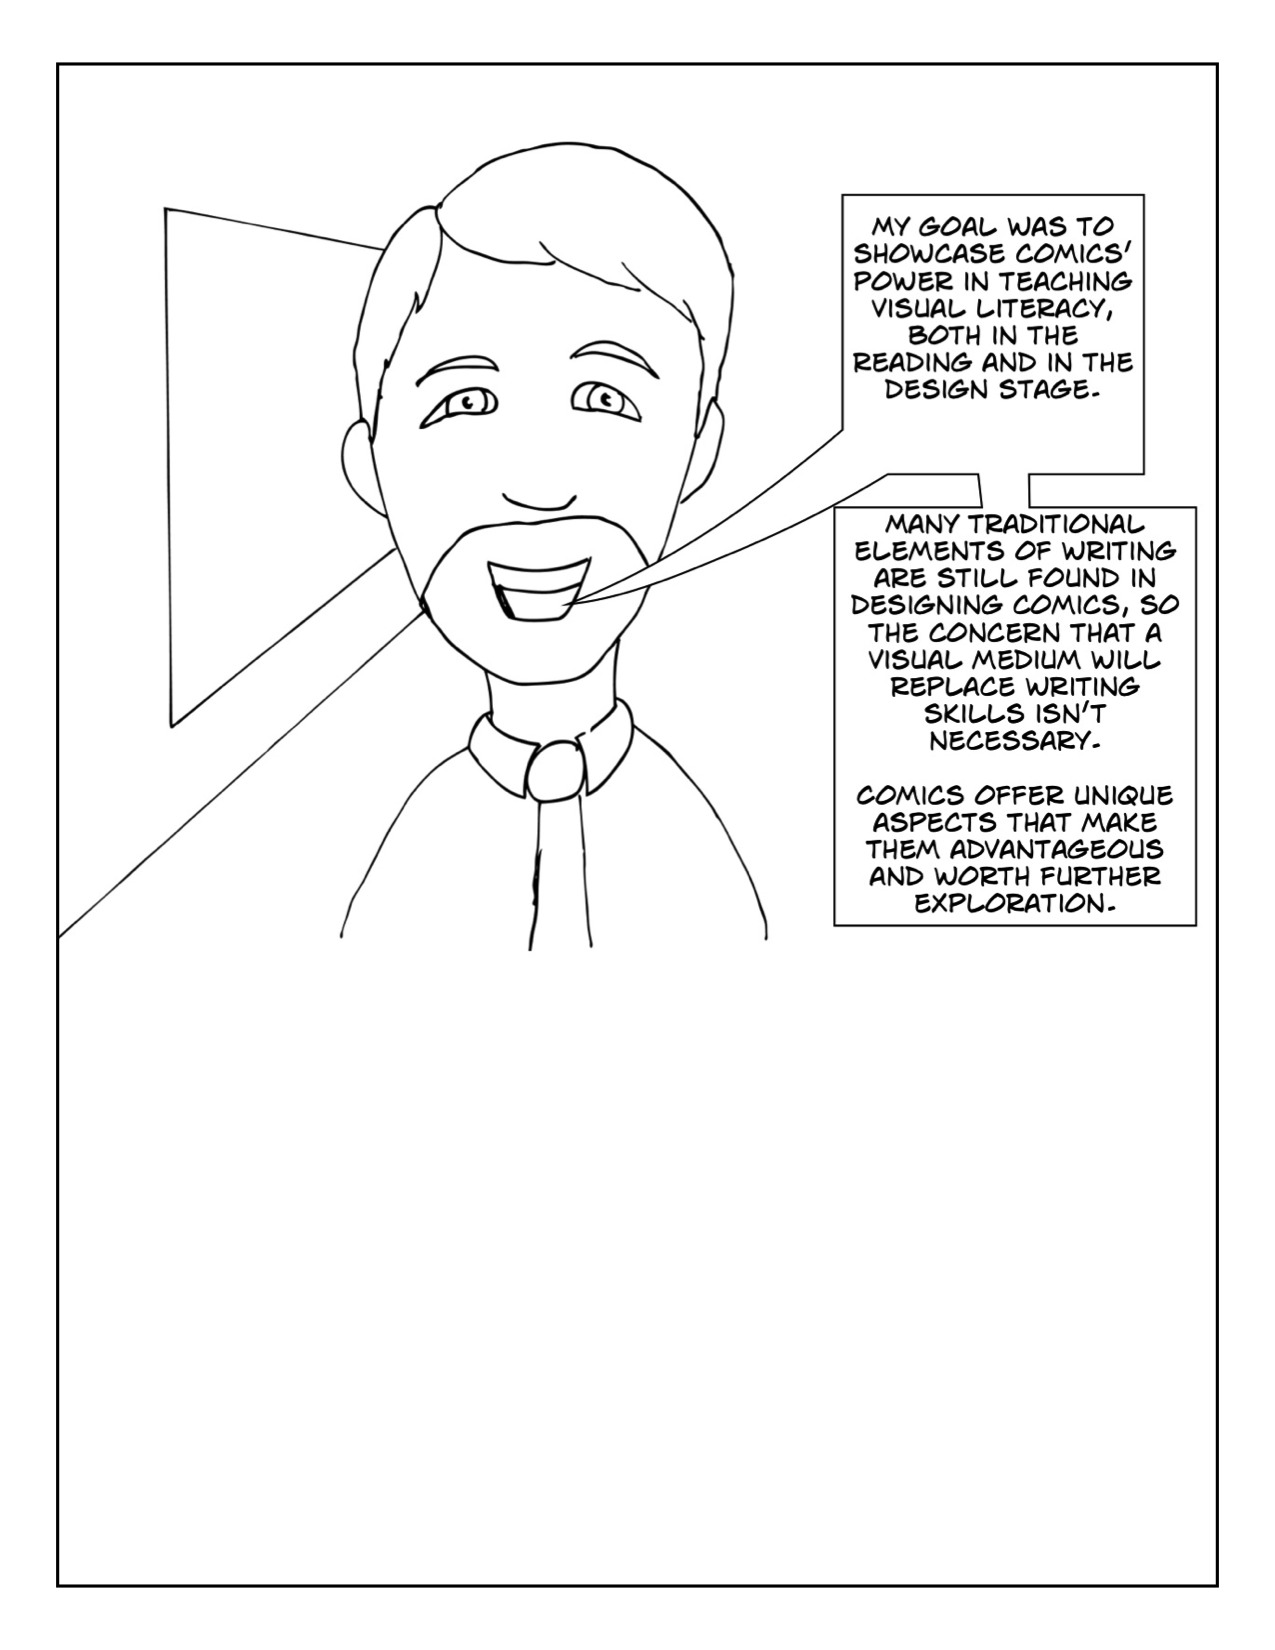 MY GOAL WAS TO
SHOWCASE COMICS'
POWER IN TEACHING
VISUAL LITERACY,
BOTH IN THE
READING AND IN THE
DESIGN STAGE.
MANY TRADITIONAL
ELEMENTS OF WRITING
ARE STILL FOUND IN
DESIGNING COMICS, SO
THE CONCERN THAT A
VISUAL MEDIUM WILL
REPLACE WRITING
SKILLS ISN'T
NECESSARY.
COMICS OFFER UNIQUE
ASPECTS THAT MAKE
THEM ADVANTAGEOUS
AND WORTH FURTHER
EXPLORATION.